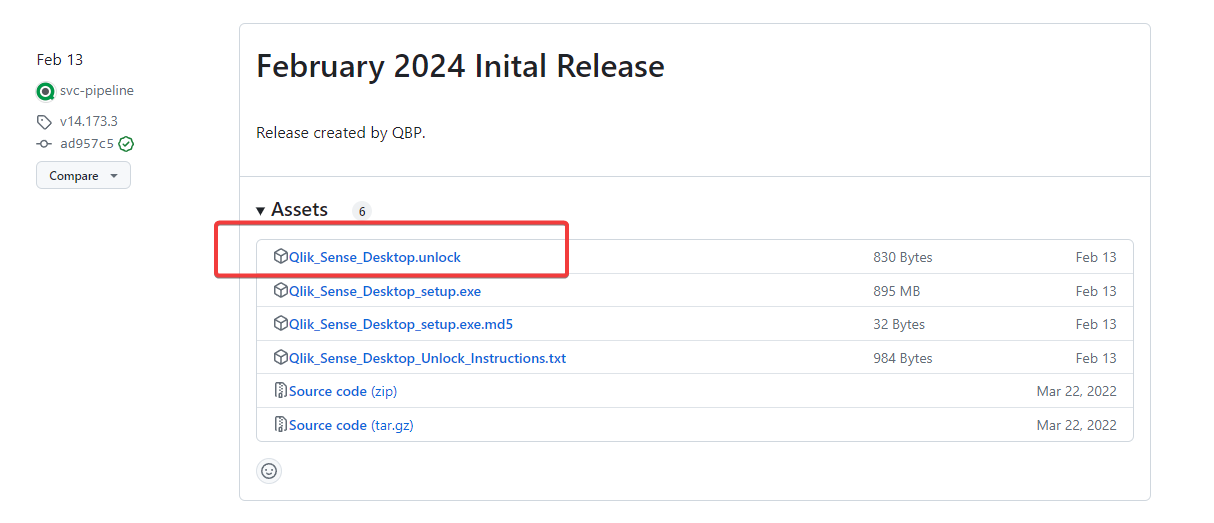 Feb 13
svc-pipeline
v14.173.3
ad957c5
Compare
February 2024 Inital Release
Release created by QBP.
Assets 6
Qlik_Sense_Desktop.unlock 830 Bytes Feb 13
Qlik_Sense_Desktop_setup.exe 895 MB Feb 13
Qlik_Sense_Desktop_setup.exe.md5 32 Bytes Feb 13
Qlik_Sense_Desktop_Unlock_Instructions.txt 984 Bytes Feb 13
Source code (zip) Mar 22, 2022
Source code (tar.gz) Mar 22, 2022